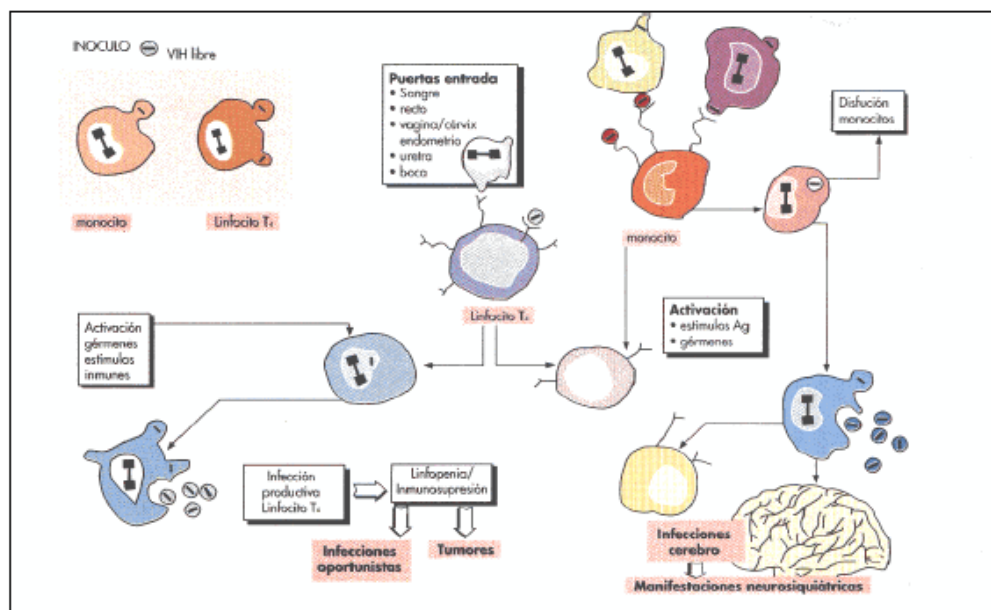 INOCULO
VIH libre
monocito
Linfocito T₄
Puertas entrada
• Sangre
• recto
• vagina/cérvix
endometrio
• uretra
• boca
Linfocito T₄
monocito
Disfución
monocitos
Activación
• estímulos Ag
• gérmenes
Activación
gérmenes
estímulos
inmunes
Infección
productiva
Linfocito T₄
Linfopenia/
Inmunosupresión
Infecciones
oportunistas
Tumores
Infecciones
cerebro
Manifestaciones neurosiquiátricas